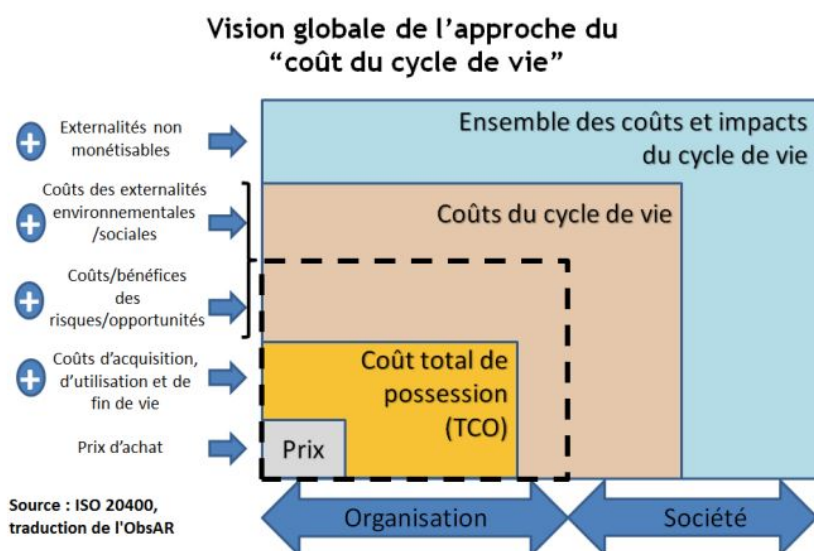 Vision globale de l’approche du
“coût du cycle de vie”
Externalités non
monétisables
Ensemble des coûts et impacts
du cycle de vie
Coûts des externalités
environnementales
/sociales
Coûts du cycle de vie
Coûts/bénéfices
des
risques/opportunités
Coûts d’acquisition,
d’utilisation et de
fin de vie
Coût total de
possession
(TCO)
Prix d’achat
Prix
Source : ISO 20400,
traduction de l'ObsAR
Organisation
Société